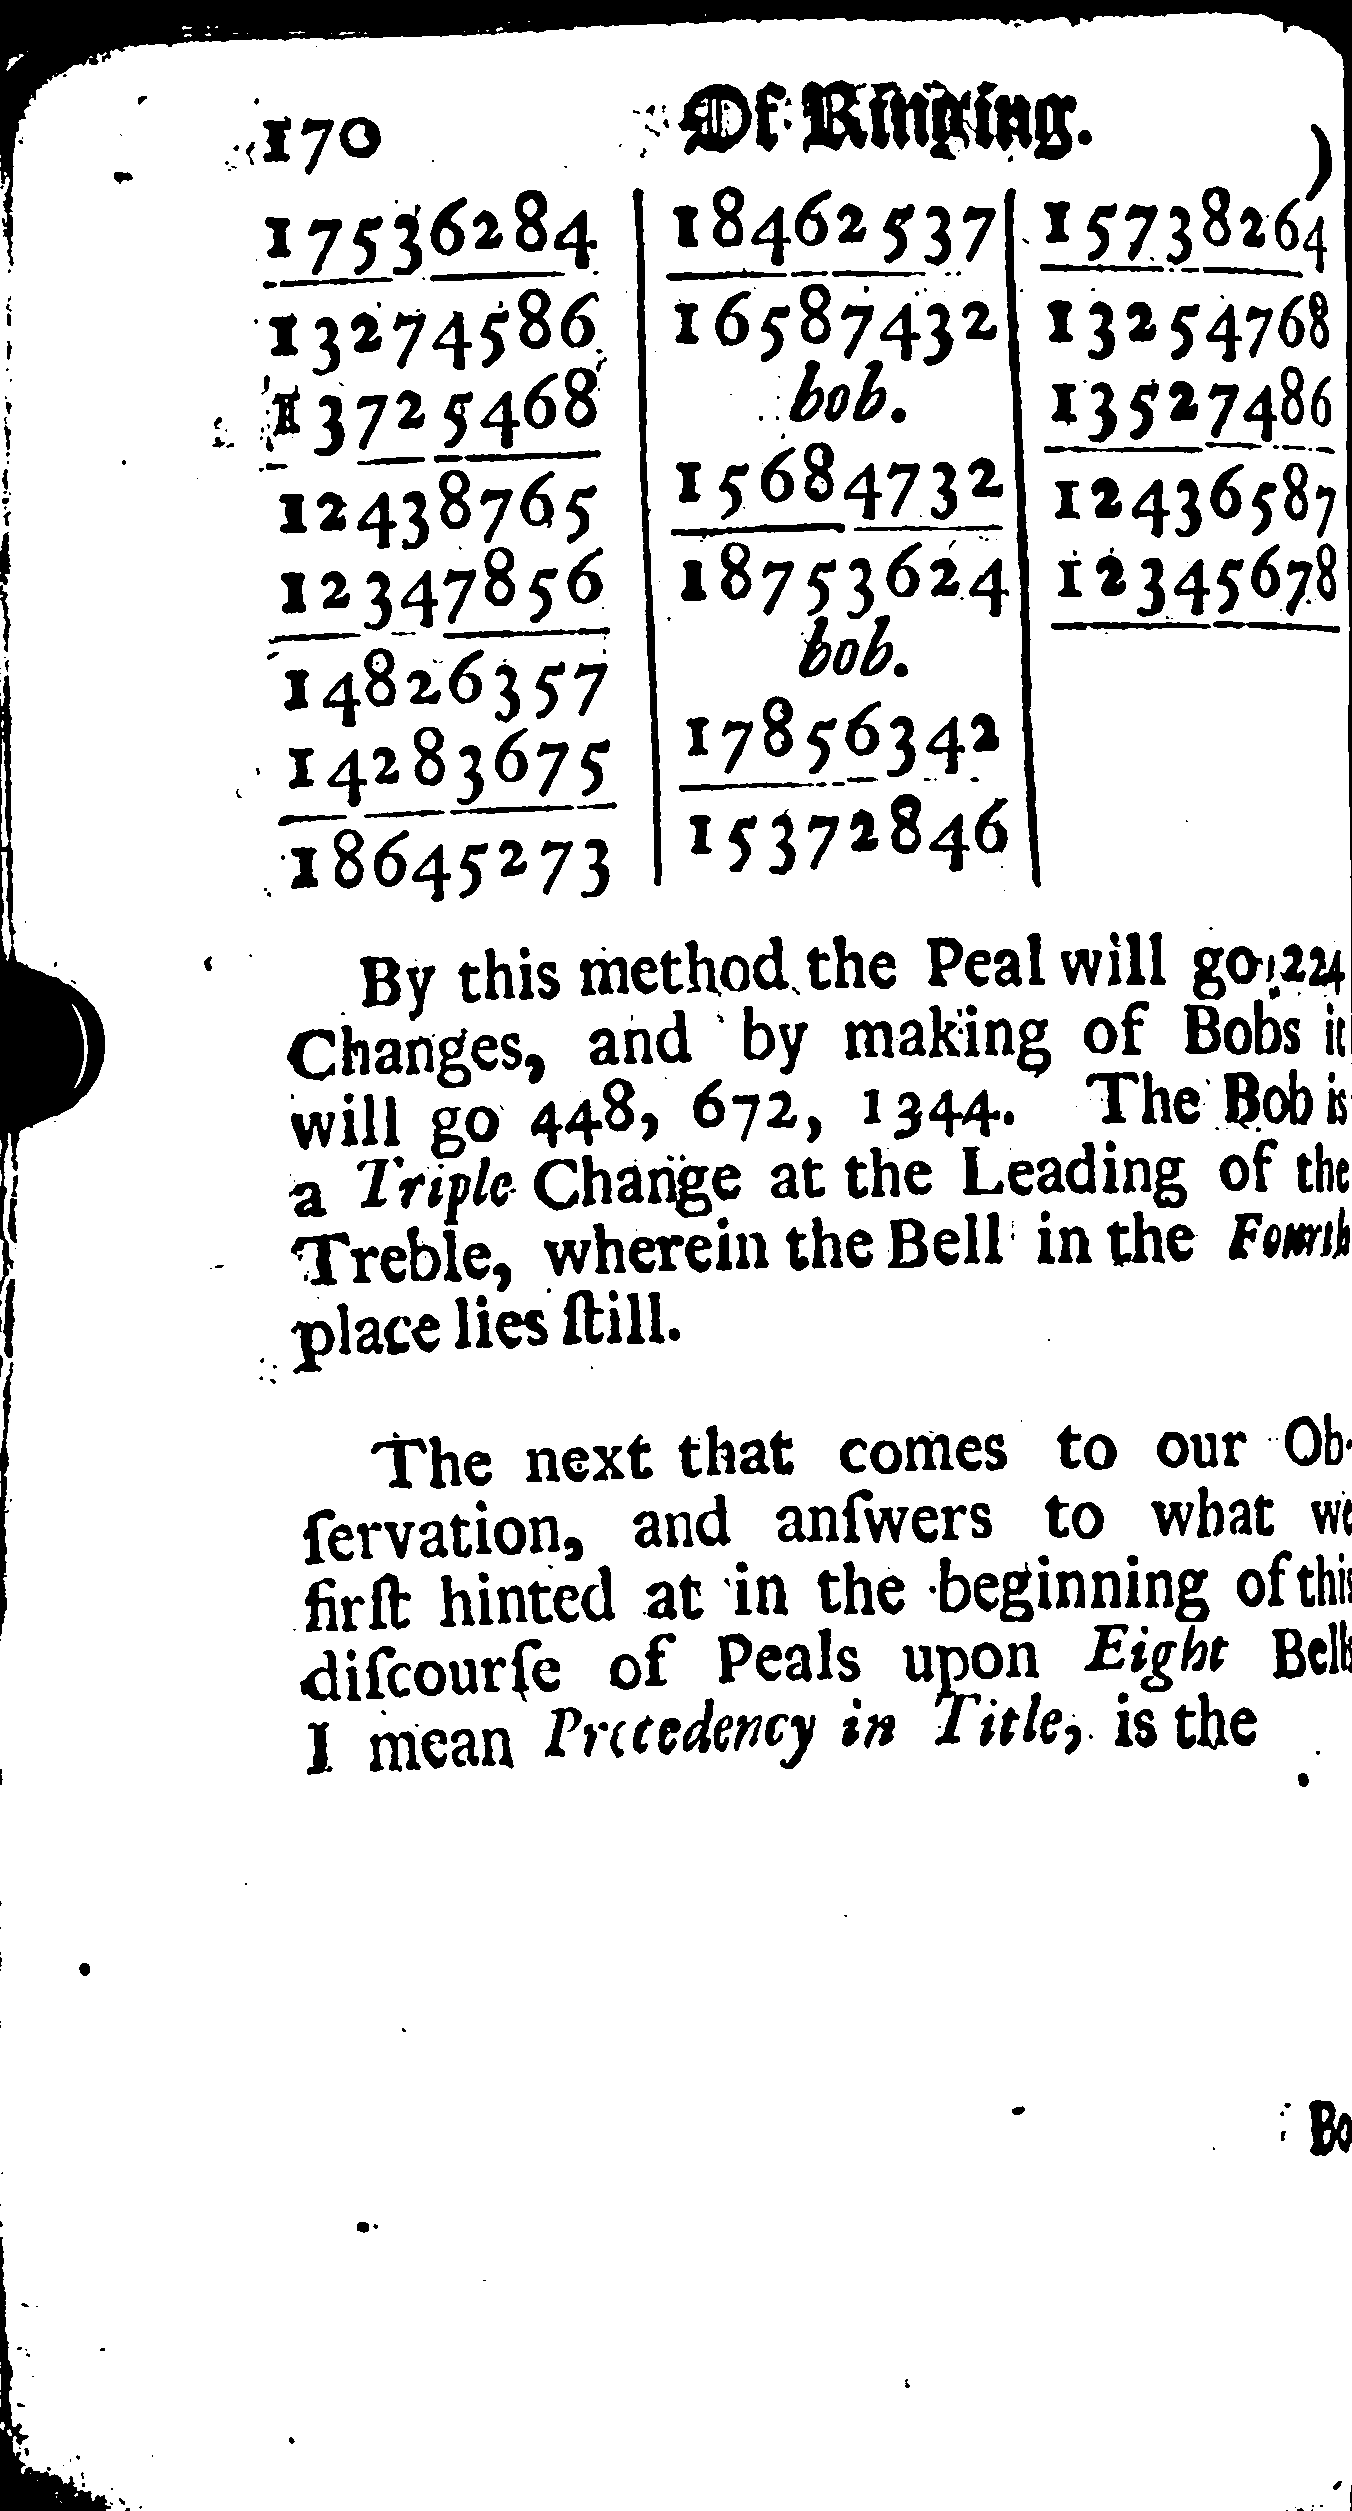 170 Of Ringing.
17536284
13274586
13725468
12438765
12347856
14826357
14283675
18645273
18462537
16587432
bob.
15684732
18753624
bob.
17856342
15372846
15738264
13254768
13527486
12436587
12345678
By this method the Peal will go 224
Changes, and by making of Bobs it
will go 448, 672, 1344. The Bob is
a Triple Change at the Leading of the
Treble, wherein the Bell in the Fourth
place lies ſtill.
The next that comes to our Ob-
ſervation, and anſwers to what we
firſt hinted at in the beginning of this
diſcourſe of Peals upon Eight Bells
I mean Precedency in Title, is the
Bo